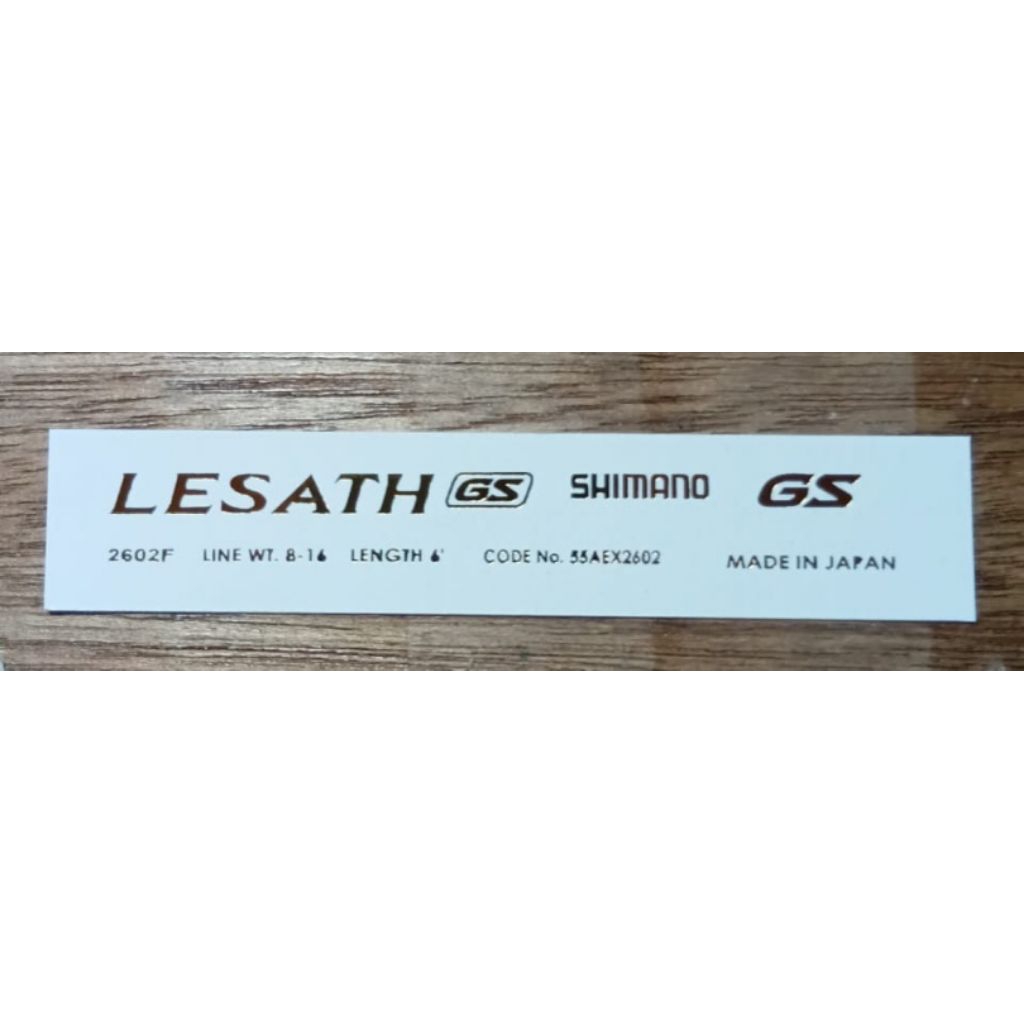 LESATH GS SHIMANO GS
2602F LINE WT. 8-16 LENGTH 6' CODE No. 55AEX2602 MADE IN JAPAN